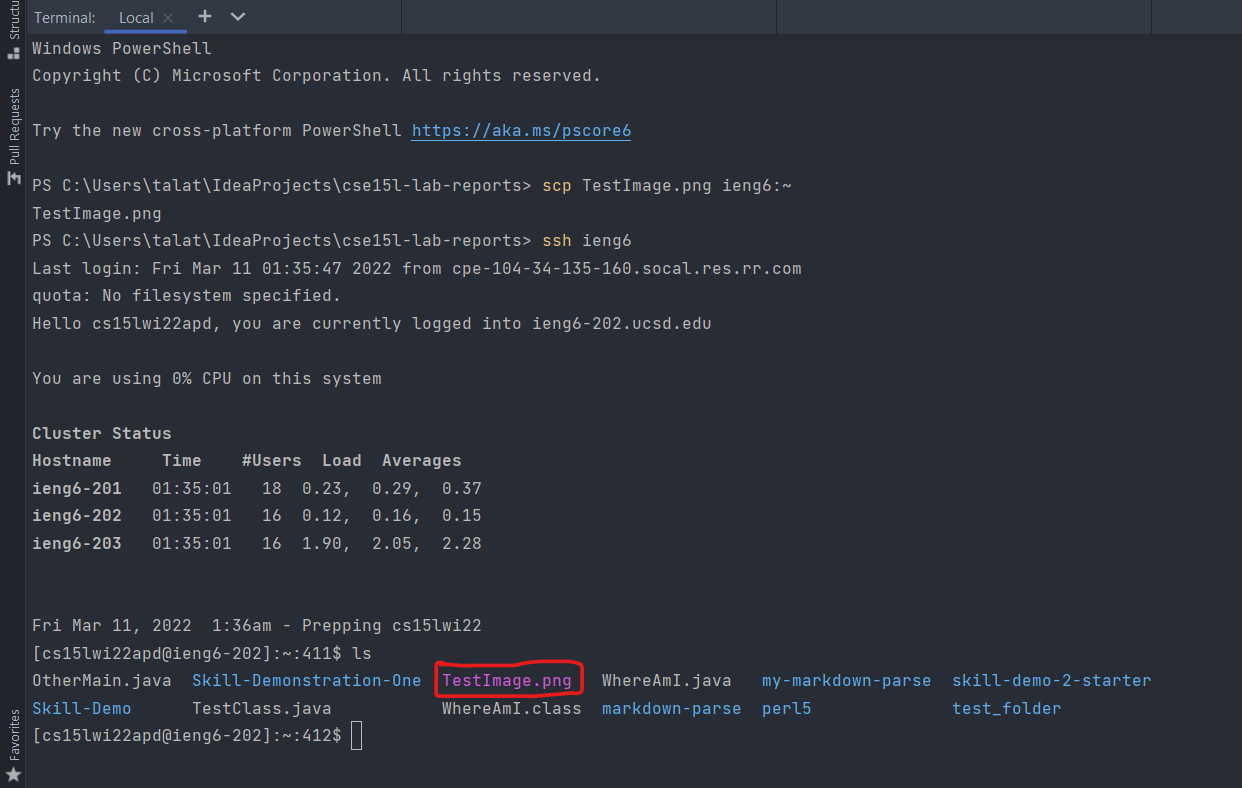 Structu
Pull Requests
Favorites
Terminal: Local × +
Windows PowerShell
Copyright (C) Microsoft Corporation. All rights reserved.
Try the new cross-platform PowerShell https://aka.ms/pscore6
PS C:\Users\talat\IdeaProjects\cse15l-lab-reports> scp TestImage.png ieng6:~
TestImage.png
PS C:\Users\talat\IdeaProjects\cse15l-lab-reports> ssh ieng6
Last login: Fri Mar 11 01:35:47 2022 from cpe-104-34-135-160.socal.res.rr.com
quota: No filesystem specified.
Hello cs15lwi22apd, you are currently logged into ieng6-202.ucsd.edu
You are using 0% CPU on this system
Cluster Status
Hostname     Time    #Users  Load  Averages
ieng6-201   01:35:01   18  0.23,  0.29,  0.37
ieng6-202   01:35:01   16  0.12,  0.16,  0.15
ieng6-203   01:35:01   16  1.90,  2.05,  2.28
Fri Mar 11, 2022  1:36am - Prepping cs15lwi22
[cs15lwi22apd@ieng6-202]:~:411$ ls
OtherMain.java  Skill-Demonstration-One  TestImage.png   WhereAmI.java   my-markdown-parse  skill-demo-2-starter
Skill-Demo      TestClass.java           WhereAmI.class  markdown-parse  perl5              test_folder
[cs15lwi22apd@ieng6-202]:~:412$